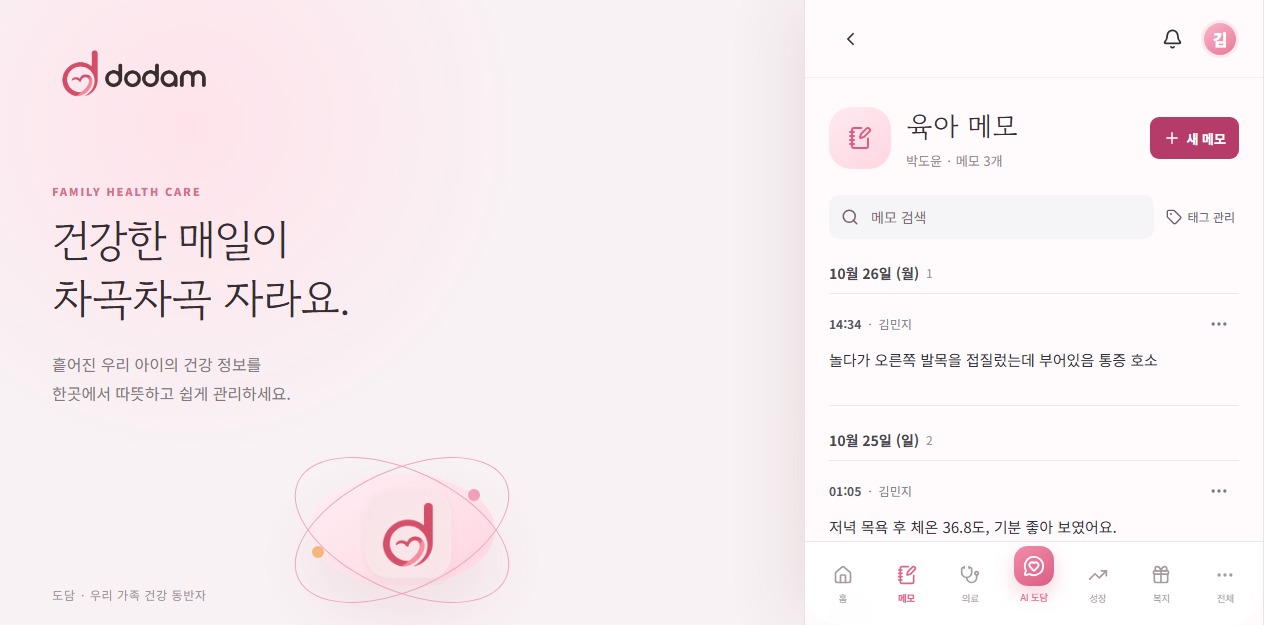 dodam
FAMILY HEALTH CARE
건강한 매일이
차곡차곡 자라요.
흩어진 우리 아이의 건강 정보를
한곳에서 따뜻하고 쉽게 관리하세요.
도담 · 우리 가족 건강 동반자
김
육아 메모
박도윤 · 메모 3개
+ 새 메모
메모 검색
태그 관리
10월 26일 (월) 1
14:34 · 김민지
놀다가 오른쪽 발목을 접질렀는데 부어있음 통증 호소
10월 25일 (일) 2
01:05 · 김민지
저녁 목욕 후 체온 36.8도, 기분 좋아 보였어요.
홈
메모
의료
AI 도담
성장
복지
전체